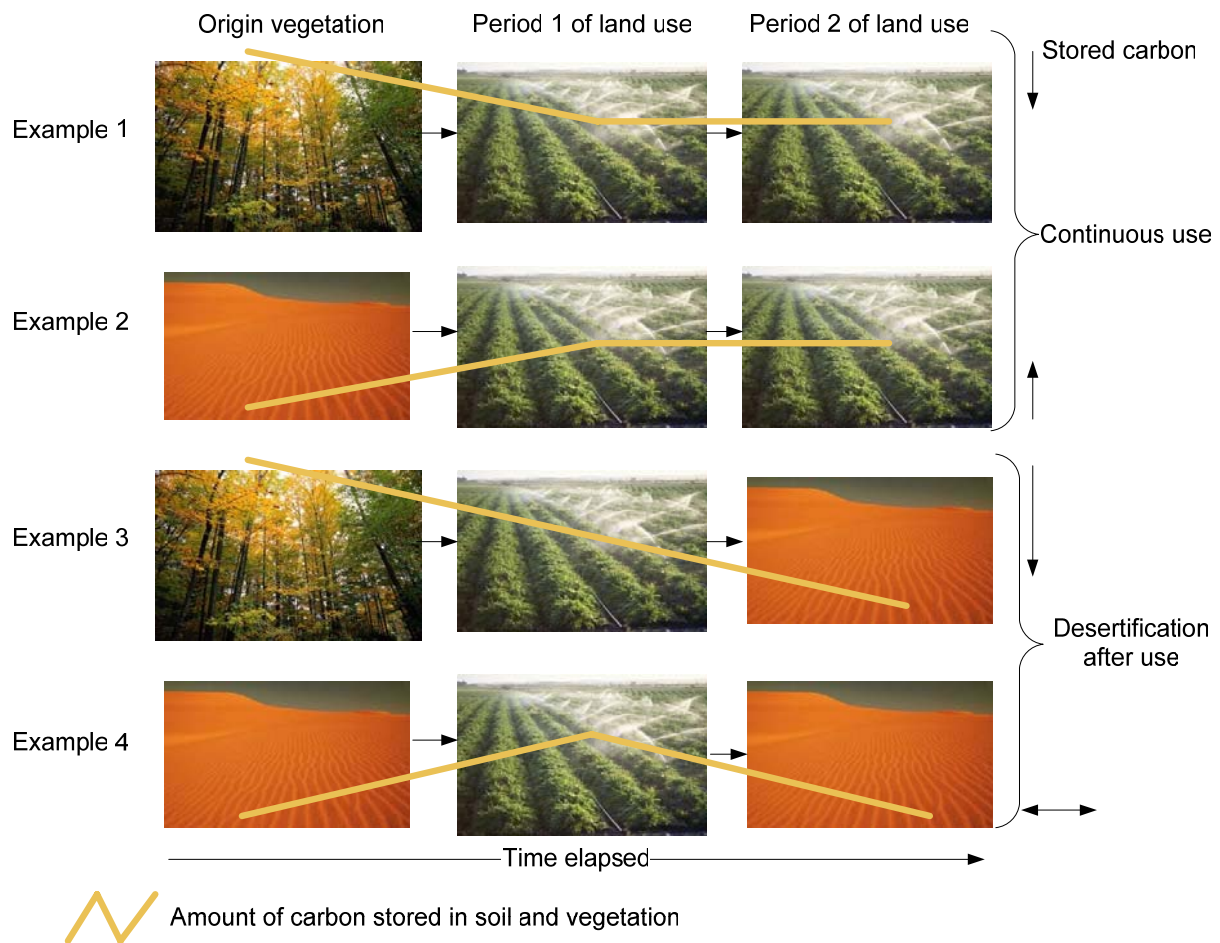 Origin vegetation
Period 1 of land use
Period 2 of land use
Stored carbon
Example 1
Continuous use
Example 2
Example 3
Desertification
after use
Example 4
Time elapsed
Amount of carbon stored in soil and vegetation